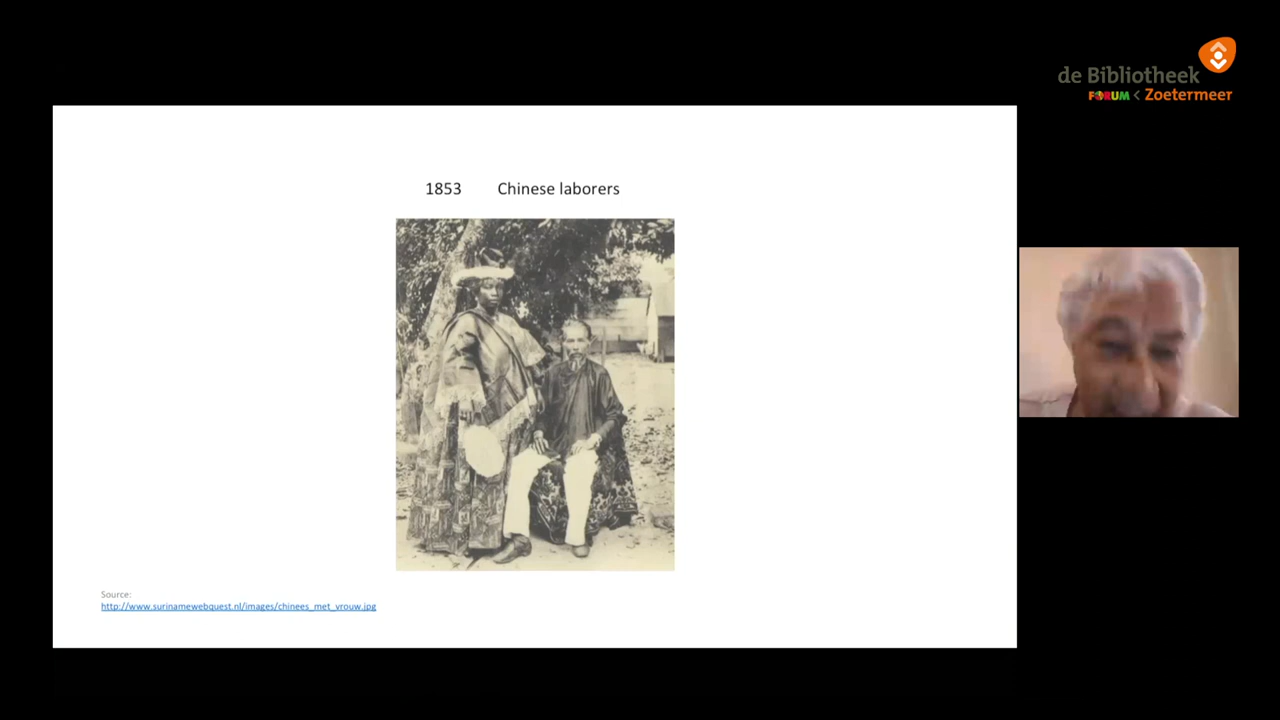 de Bibliotheek
FORUM < Zoetermeer
1853 Chinese laborers
Source:
http://www.surinamewebquest.nl/images/chinees_met_vrouw.jpg